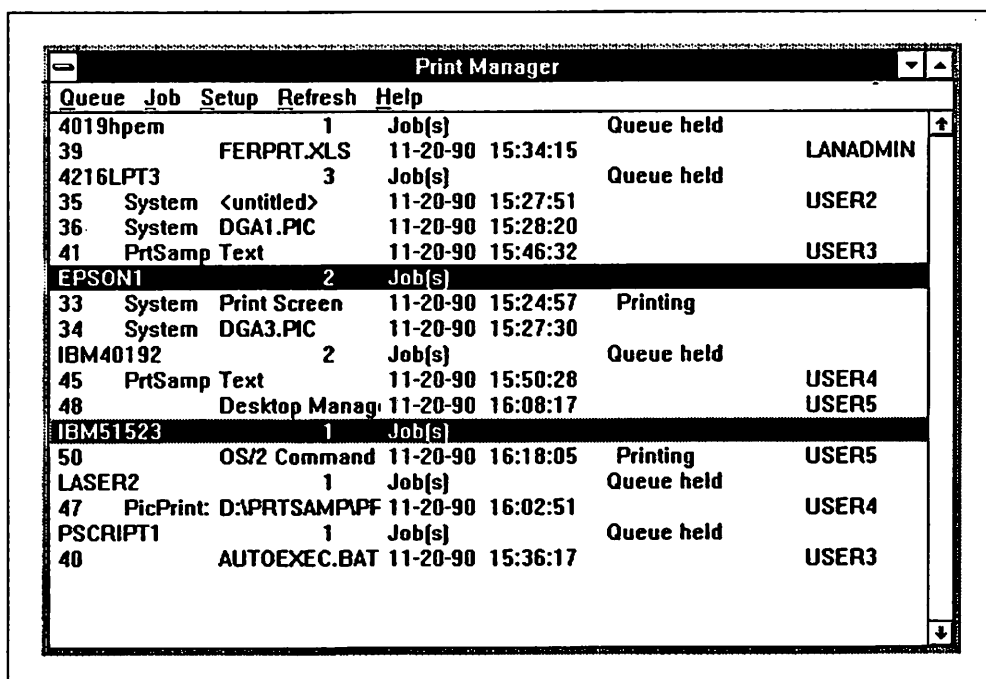 Print Manager
Queue Job Setup Refresh Help
4019hpem 1 Job(s) Queue held
39 FERPRT.XLS 11-20-90 15:34:15 LANADMIN
4216LPT3 3 Job(s) Queue held
35 System <untitled> 11-20-90 15:27:51 USER2
36 System DGA1.PIC 11-20-90 15:28:20
41 PrtSamp Text 11-20-90 15:46:32 USER3
EPSON1 2 Job(s)
33 System Print Screen 11-20-90 15:24:57 Printing
34 System DGA3.PIC 11-20-90 15:27:30
IBM40192 2 Job(s) Queue held
45 PrtSamp Text 11-20-90 15:50:28 USER4
48 Desktop Manag 11-20-90 16:08:17 USER5
IBM51523 1 Job(s)
50 OS/2 Command 11-20-90 16:18:05 Printing USER5
LASER2 1 Job(s) Queue held
47 PicPrint: D:\PRTSAMP\PF 11-20-90 16:02:51 USER4
PSCRIPT1 1 Job(s) Queue held
40 AUTOEXEC.BAT 11-20-90 15:36:17 USER3